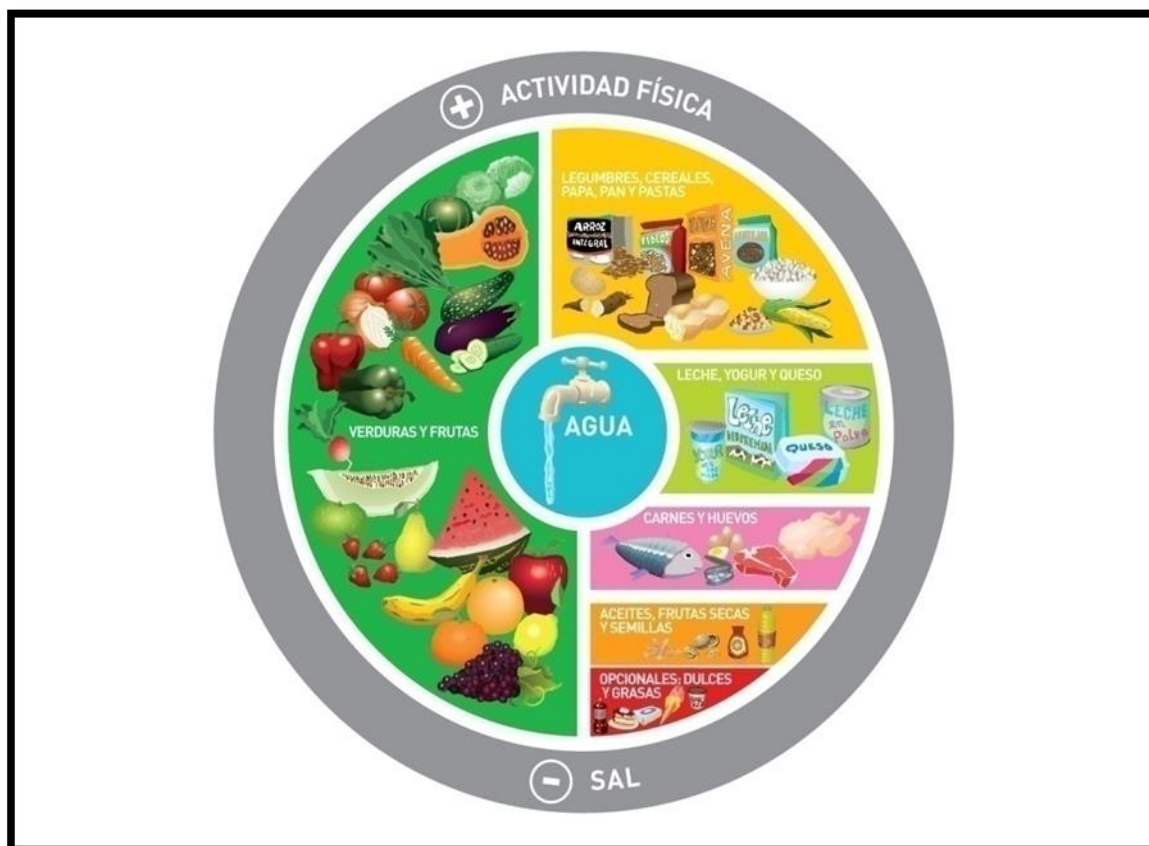 + ACTIVIDAD FÍSICA
LEGUMBRES, CEREALES,
PAPA, PAN Y PASTAS
ARROZ
INTEGRAL
FIDEOS
AVENA
LECHE, YOGUR Y QUESO
Leche
LECHE
en
Polvo
QUESO
VERDURAS Y FRUTAS
AGUA
CARNES Y HUEVOS
ACEITES, FRUTAS SECAS
Y SEMILLAS
OPCIONALES: DULCES
Y GRASAS
- SAL